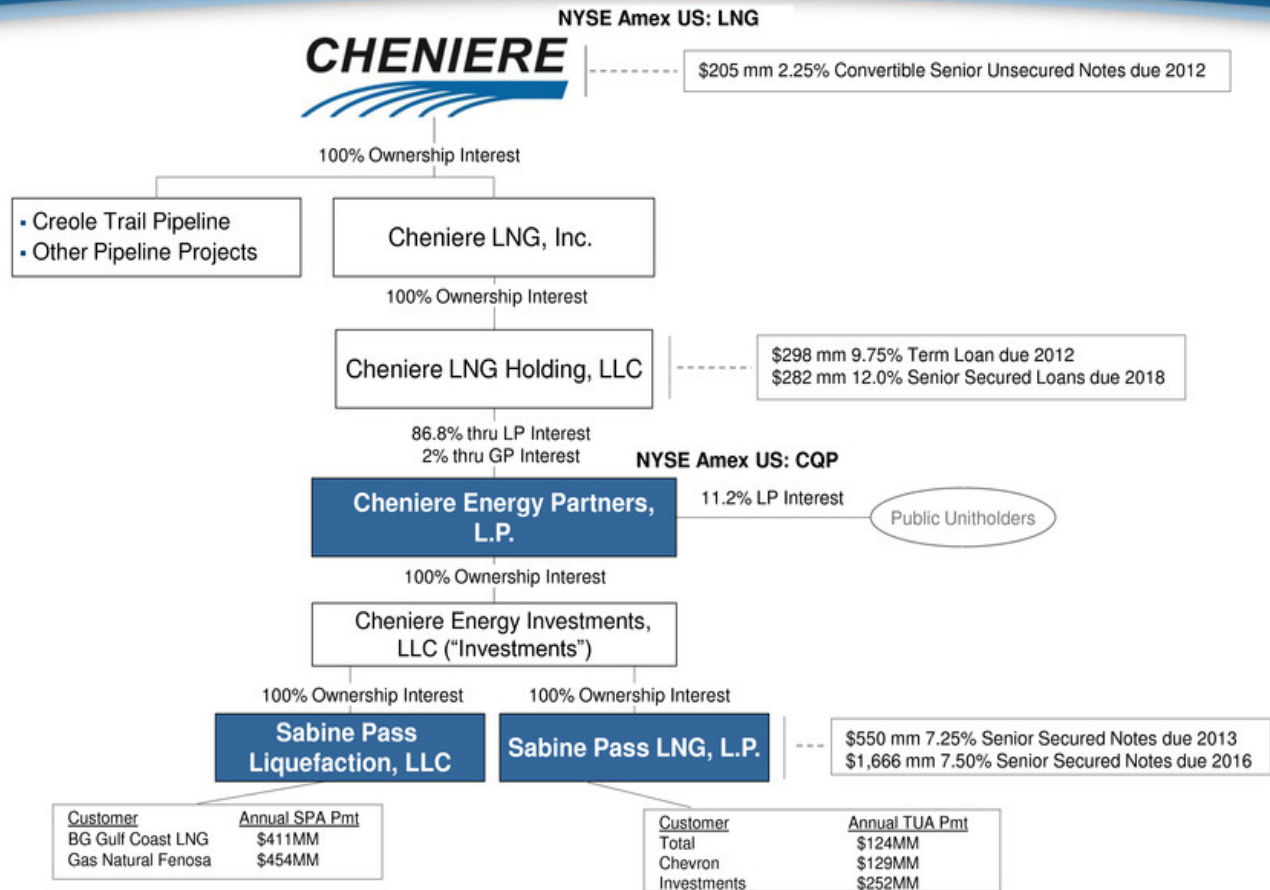 NYSE Amex US: LNG
CHENIERE
$205 mm 2.25% Convertible Senior Unsecured Notes due 2012
100% Ownership Interest
▪ Creole Trail Pipeline
▪ Other Pipeline Projects
Cheniere LNG, Inc.
100% Ownership Interest
Cheniere LNG Holding, LLC
$298 mm 9.75% Term Loan due 2012
$282 mm 12.0% Senior Secured Loans due 2018
86.8% thru LP Interest
2% thru GP Interest
NYSE Amex US: CQP
Cheniere Energy Partners,
L.P.
11.2% LP Interest
Public Unitholders
100% Ownership Interest
Cheniere Energy Investments,
LLC (“Investments”)
100% Ownership Interest
100% Ownership Interest
Sabine Pass
Liquefaction, LLC
Sabine Pass LNG, L.P.
$550 mm 7.25% Senior Secured Notes due 2013
$1,666 mm 7.50% Senior Secured Notes due 2016
Customer Annual SPA Pmt
BG Gulf Coast LNG $411MM
Gas Natural Fenosa $454MM
Customer Annual TUA Pmt
Total $124MM
Chevron $129MM
Investments $252MM